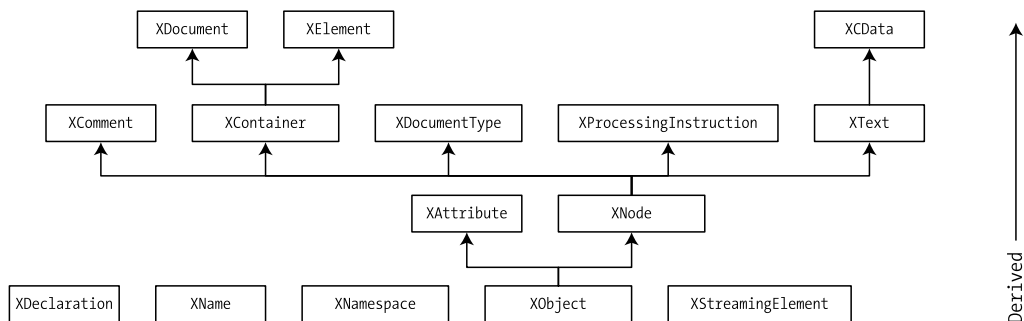 XDocument
XElement
XCData
XComment
XContainer
XDocumentType
XProcessingInstruction
XText
XAttribute
XNode
XDeclaration
XName
XNamespace
XObject
XStreamingElement
Derived